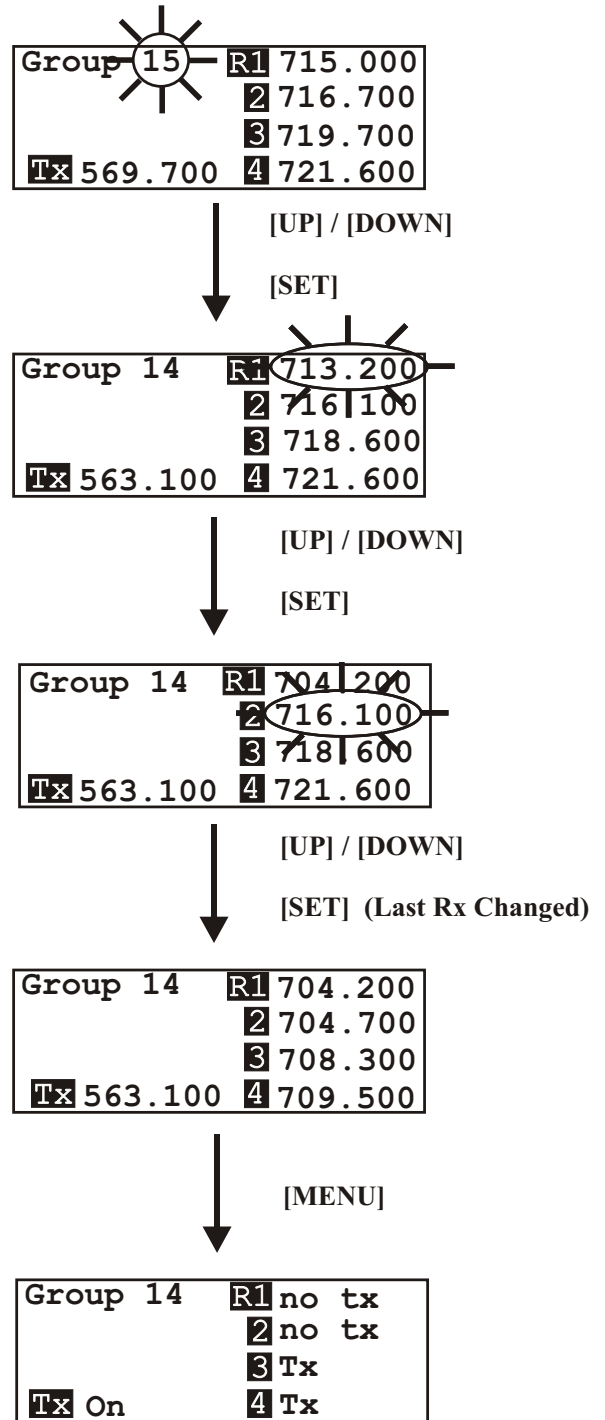 Group 15 R1 715.000
2 716.700
3 719.700
Tx 569.700 4 721.600
[UP] / [DOWN]
[SET]
Group 14 R1 713.200
2 716.100
3 718.600
Tx 563.100 4 721.600
[UP] / [DOWN]
[SET]
Group 14 R1 704.200
2 716.100
3 718.600
Tx 563.100 4 721.600
[UP] / [DOWN]
[SET] (Last Rx Changed)
Group 14 R1 704.200
2 704.700
3 708.300
Tx 563.100 4 709.500
[MENU]
Group 14 R1 no tx
2 no tx
3 Tx
Tx On 4 Tx